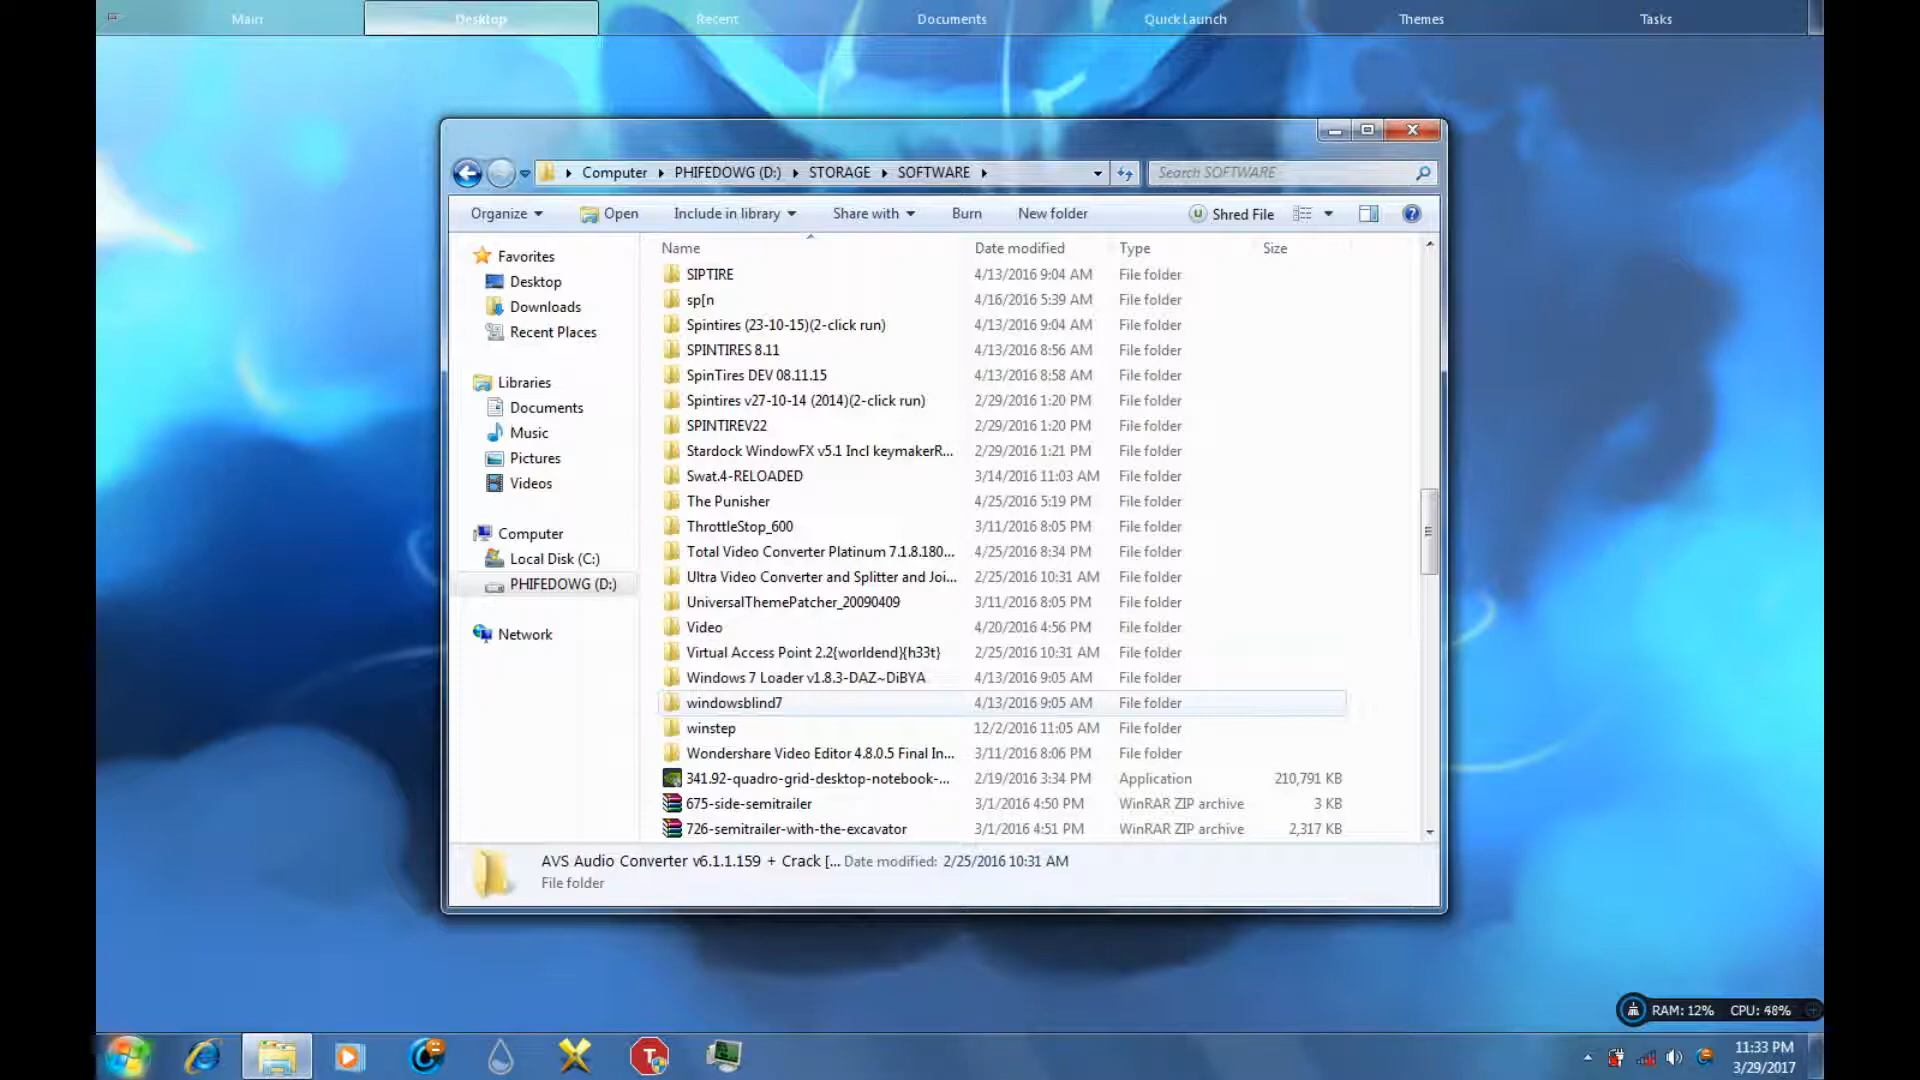 Main Desktop Recent Documents Quick Launch Themes Tasks
Computer PHIFEDOWG (D:) STORAGE SOFTWARE Search SOFTWARE
Organize Open Include in library Share with Burn New folder Shred File
Name Date modified Type Size
Favorites
Desktop
Downloads
Recent Places
Libraries
Documents
Music
Pictures
Videos
Computer
Local Disk (C:)
PHIFEDOWG (D:)
Network
SIPTIRE 4/13/2016 9:04 AM File folder
sp[n 4/16/2016 5:39 AM File folder
Spintires (23-10-15)(2-click run) 4/13/2016 9:04 AM File folder
SPINTIRES 8.11 4/13/2016 8:56 AM File folder
SpinTires DEV 08.11.15 4/13/2016 8:58 AM File folder
Spintires v27-10-14 (2014)(2-click run) 2/29/2016 1:20 PM File folder
SPINTIREV22 2/29/2016 1:20 PM File folder
Stardock WindowFX v5.1 Incl keymakerR... 2/29/2016 1:21 PM File folder
Swat.4-RELOADED 3/14/2016 11:03 AM File folder
The Punisher 4/25/2016 5:19 PM File folder
ThrottleStop_600 3/11/2016 8:05 PM File folder
Total Video Converter Platinum 7.1.8.180... 4/25/2016 8:34 PM File folder
Ultra Video Converter and Splitter and Joi... 2/25/2016 10:31 AM File folder
UniversalThemePatcher_20090409 3/11/2016 8:05 PM File folder
Video 4/20/2016 4:56 PM File folder
Virtual Access Point 2.2{worldend}{h33t} 2/25/2016 10:31 AM File folder
Windows 7 Loader v1.8.3-DAZ~DiBYA 4/13/2016 9:05 AM File folder
windowsblind7 4/13/2016 9:05 AM File folder
winstep 12/2/2016 11:05 AM File folder
Wondershare Video Editor 4.8.0.5 Final In... 3/11/2016 8:06 PM File folder
341.92-quadro-grid-desktop-notebook-... 2/19/2016 3:34 PM Application 210,791 KB
675-side-semitrailer 3/1/2016 4:50 PM WinRAR ZIP archive 3 KB
726-semitrailer-with-the-excavator 3/1/2016 4:51 PM WinRAR ZIP archive 2,317 KB
AVS Audio Converter v6.1.1.159 + Crack [... Date modified: 2/25/2016 10:31 AM
File folder
RAM: 12% CPU: 48%
11:33 PM
3/29/2017